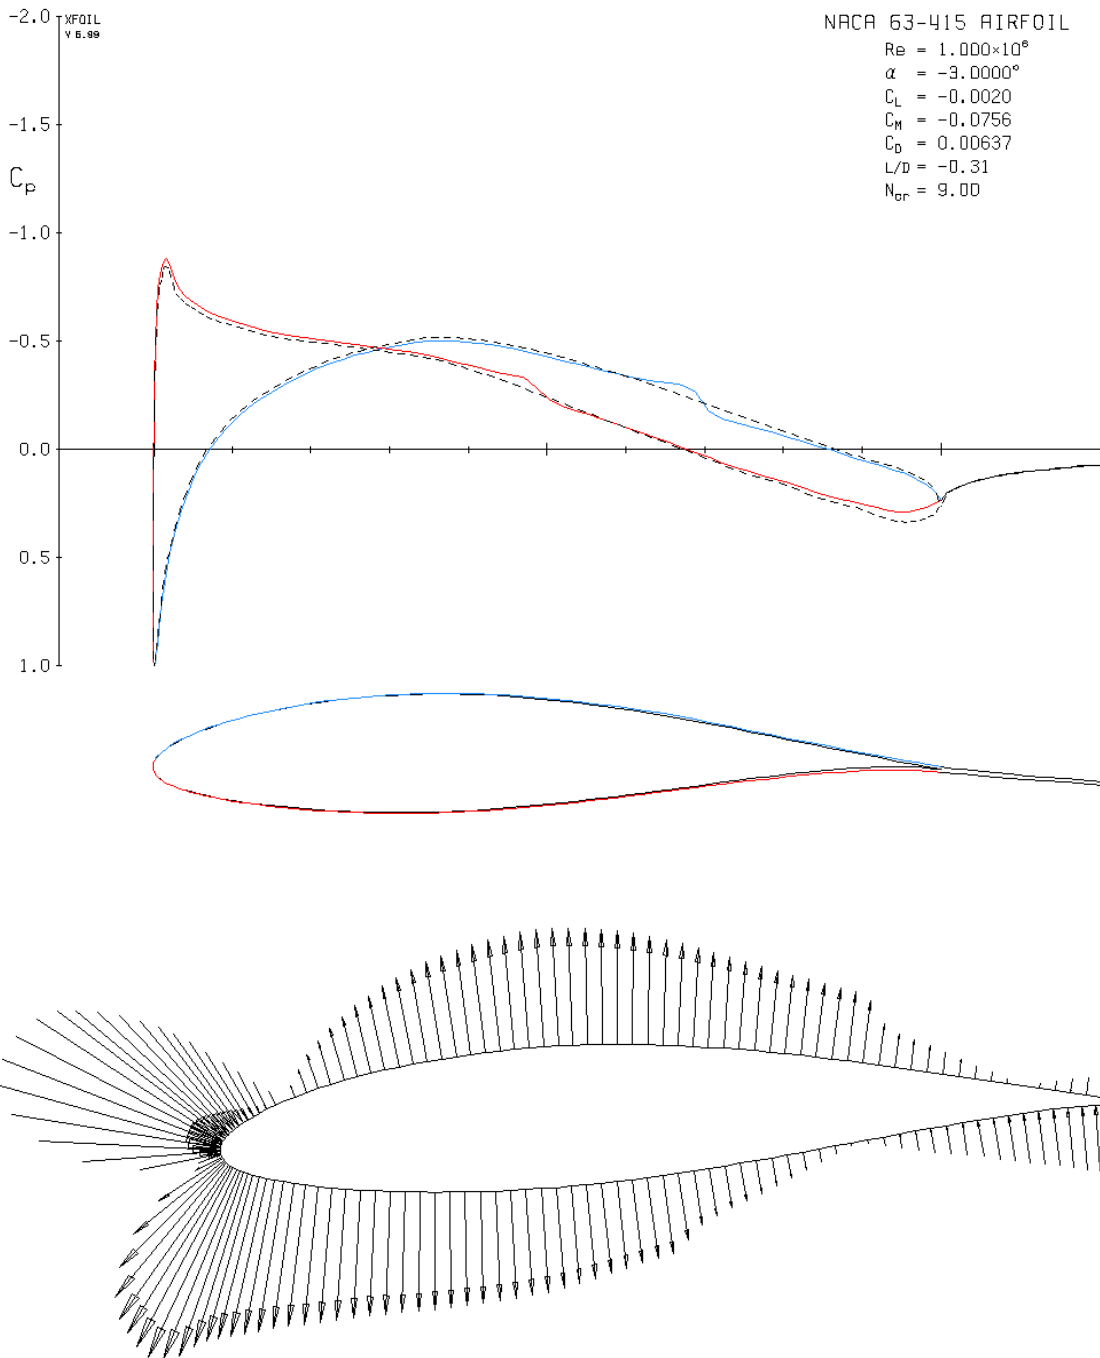 -2.0
XFOIL
V 6.99
NACA 63-415 AIRFOIL
Re = 1.000×10⁶
α = -3.0000°
C_L = -0.0020
C_M = -0.0756
C_D = 0.00637
L/D = -0.31
N_cr = 9.00
-1.5
C_p
-1.0
-0.5
0.0
0.5
1.0